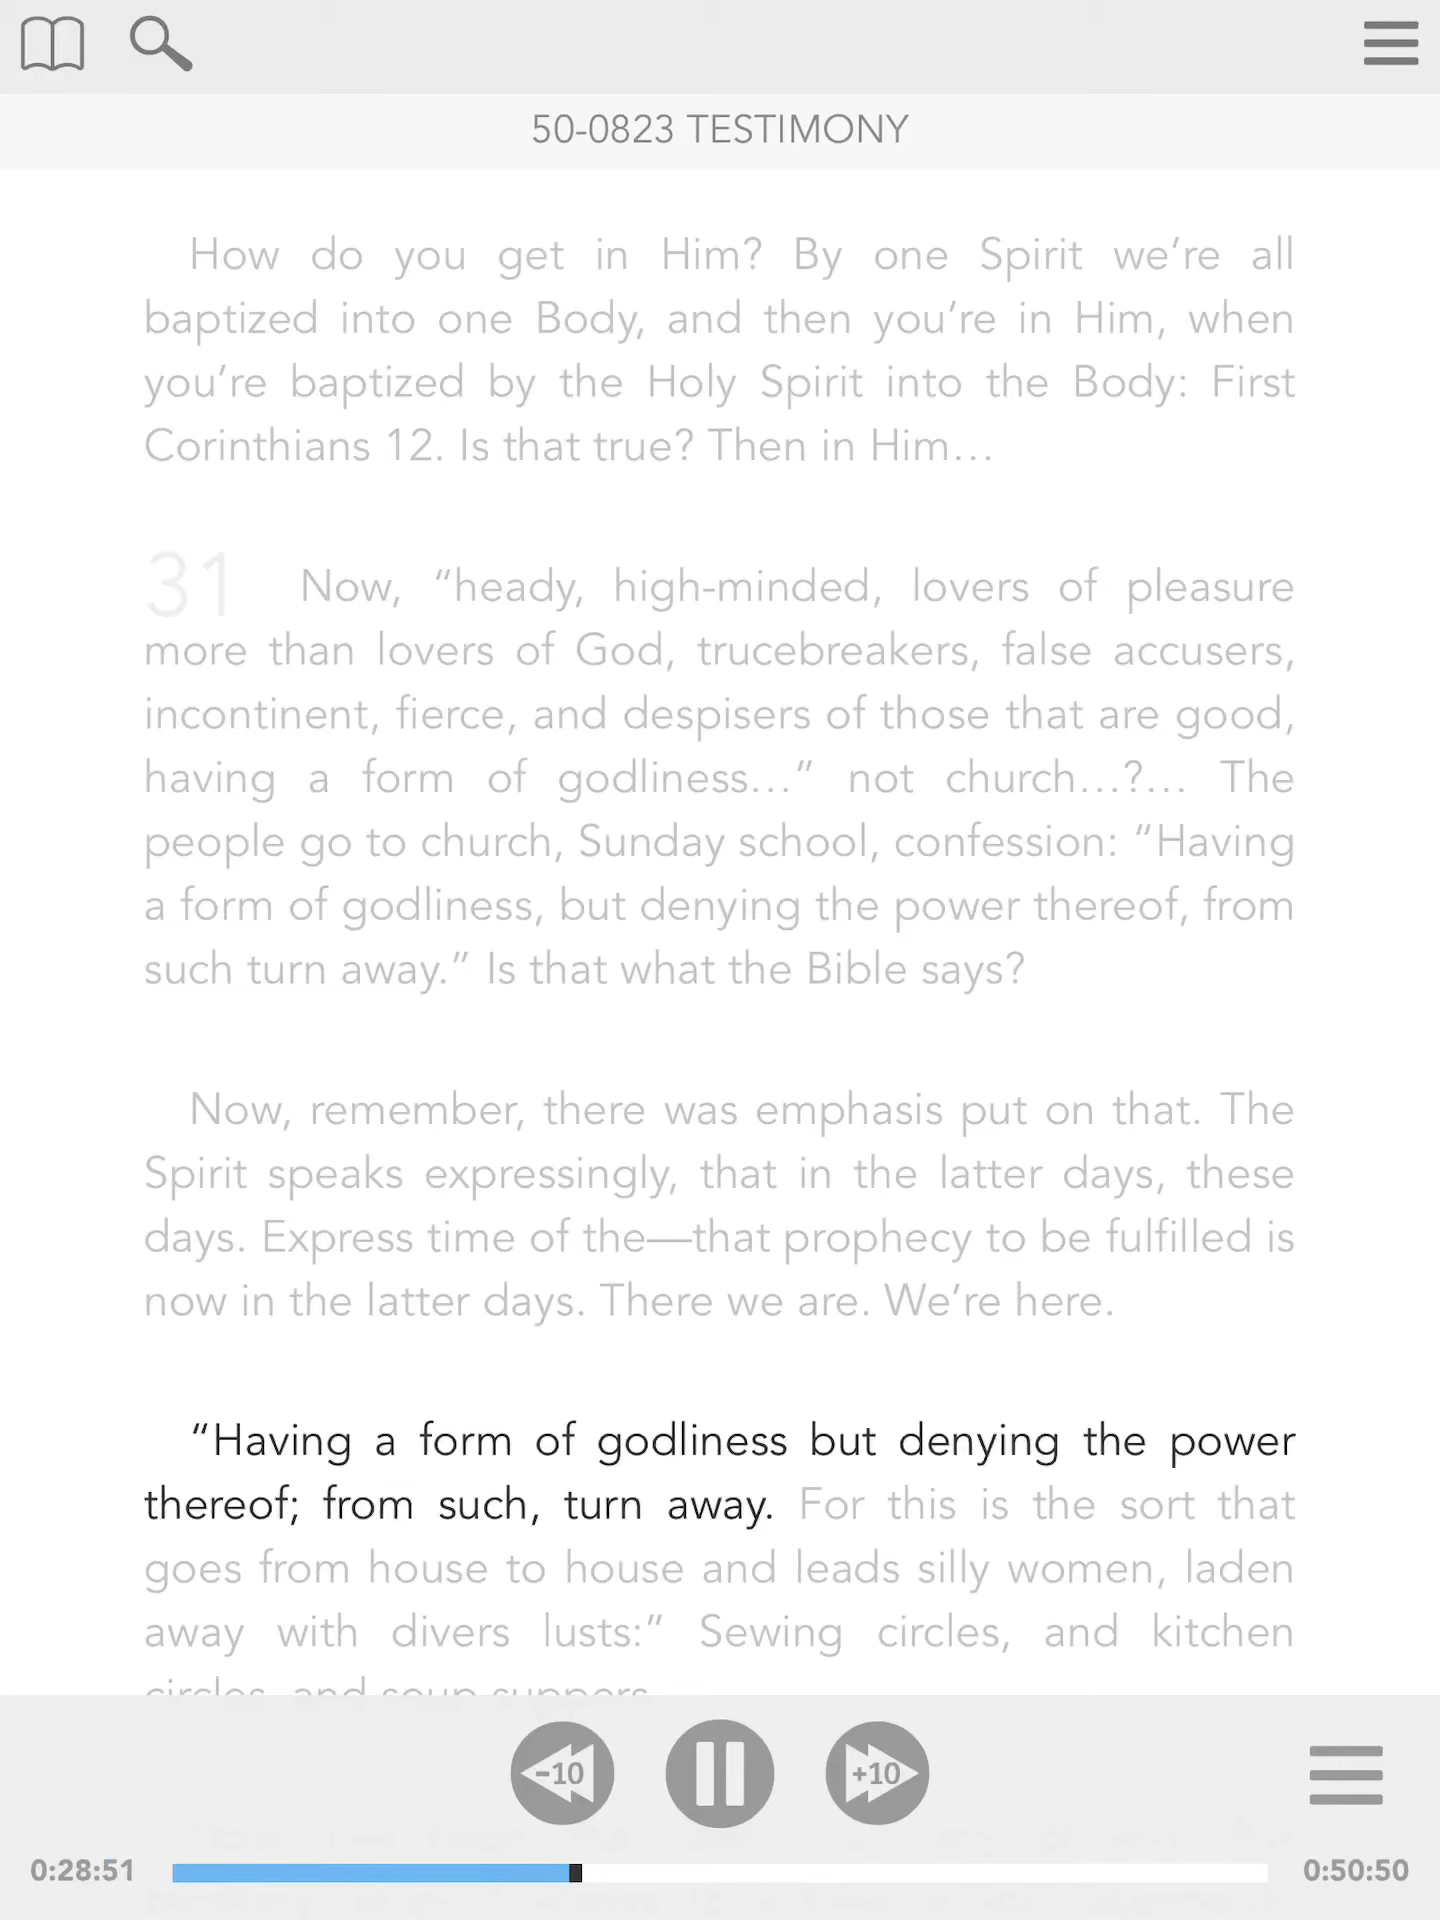 50-0823 TESTIMONY
How do you get in Him? By one Spirit we’re all
baptized into one Body, and then you’re in Him, when
you’re baptized by the Holy Spirit into the Body: First
Corinthians 12. Is that true? Then in Him…
31 Now, “heady, high-minded, lovers of pleasure
more than lovers of God, trucebreakers, false accusers,
incontinent, fierce, and despisers of those that are good,
having a form of godliness…” not church…?… The
people go to church, Sunday school, confession: “Having
a form of godliness, but denying the power thereof, from
such turn away.” Is that what the Bible says?
Now, remember, there was emphasis put on that. The
Spirit speaks expressingly, that in the latter days, these
days. Express time of the—that prophecy to be fulfilled is
now in the latter days. There we are. We’re here.
“Having a form of godliness but denying the power
thereof; from such, turn away. For this is the sort that
goes from house to house and leads silly women, laden
away with divers lusts:” Sewing circles, and kitchen
circles, and soup suppers.
-10 +10
0:28:51 0:50:50